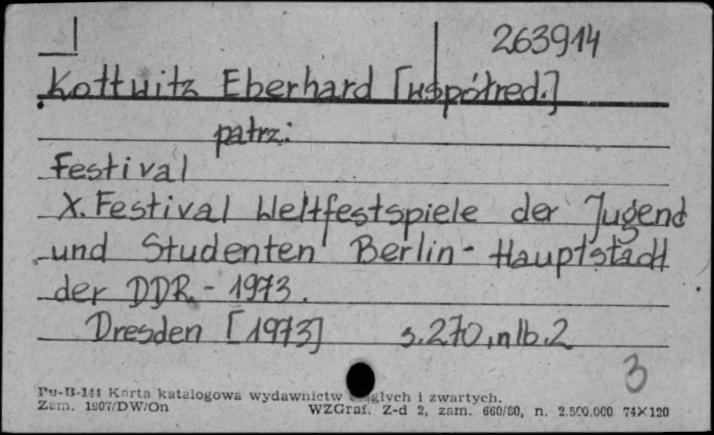 263914
Kottwitz Eberhard [współred.]
patrz:
Festival
X. Festival Weltfestspiele der Jugend
und Studenten Berlin - Hauptstadt
der DDR. - 1973.
Dresden [1973] s. 270, nlb. 2
3
Pu-B-144 Karta katalogowa wydawnictw ciągłych i zwartych.
Zam. 1907/DW/On WZGraf. Z-d 2, zam. 660/80, n. 2.500.000 74×120